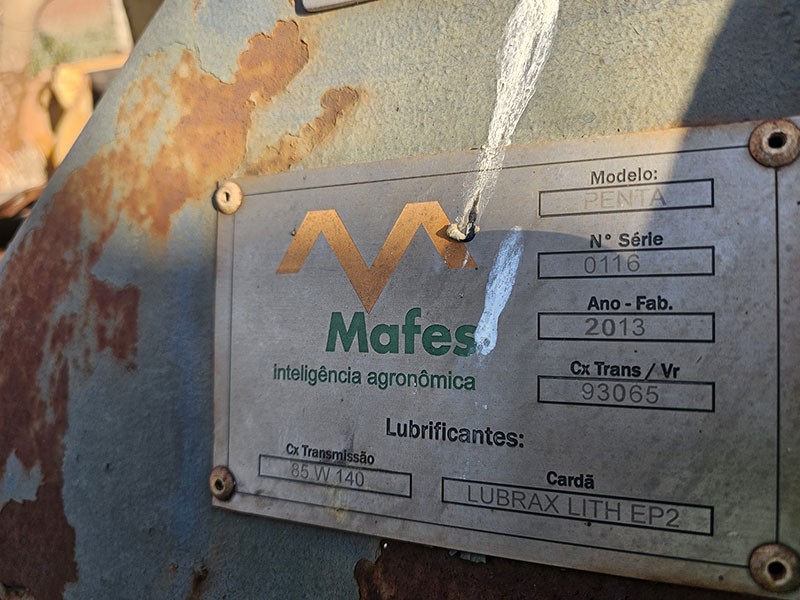 Modelo:
PENTA
N° Série
0116
Ano - Fab.
2013
Cx Trans / Vr
93065
Mafes
inteligência agronômica
Lubrificantes:
Cx Transmissão
85 W 140
Cardã
LUBRAX LITH EP2